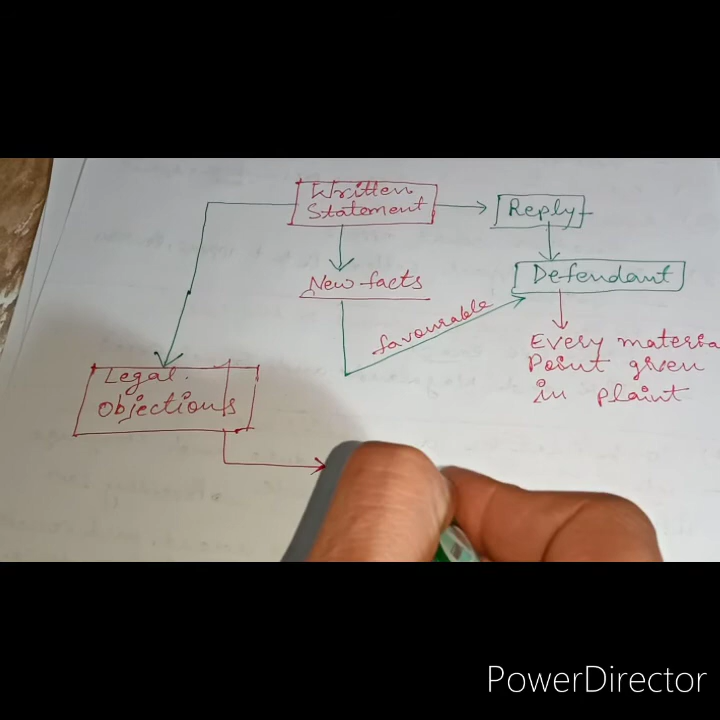 Written
Statement
Reply
New facts
Defendant
favourable
Every materia
Point given
in plaint
Legal.
objections
PowerDirector